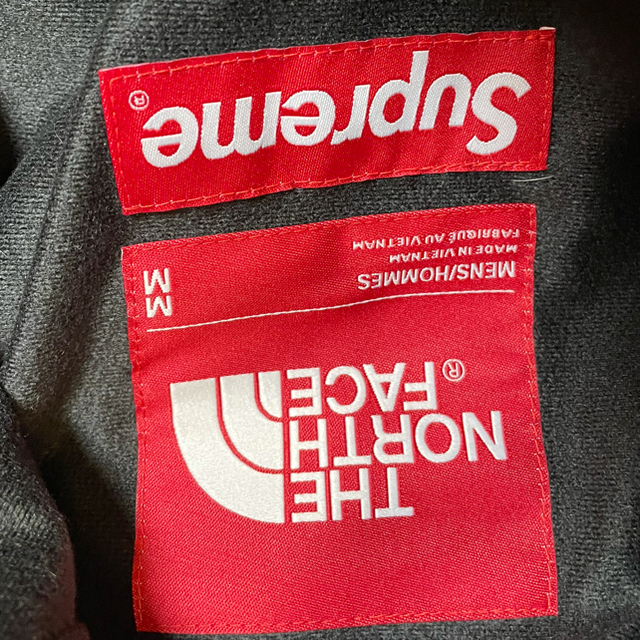 THE
NORTH
FACE®
MENS/HOMMES
MADE IN VIETNAM
FABRIQUÉ AU VIETNAM
M
M
Supreme®